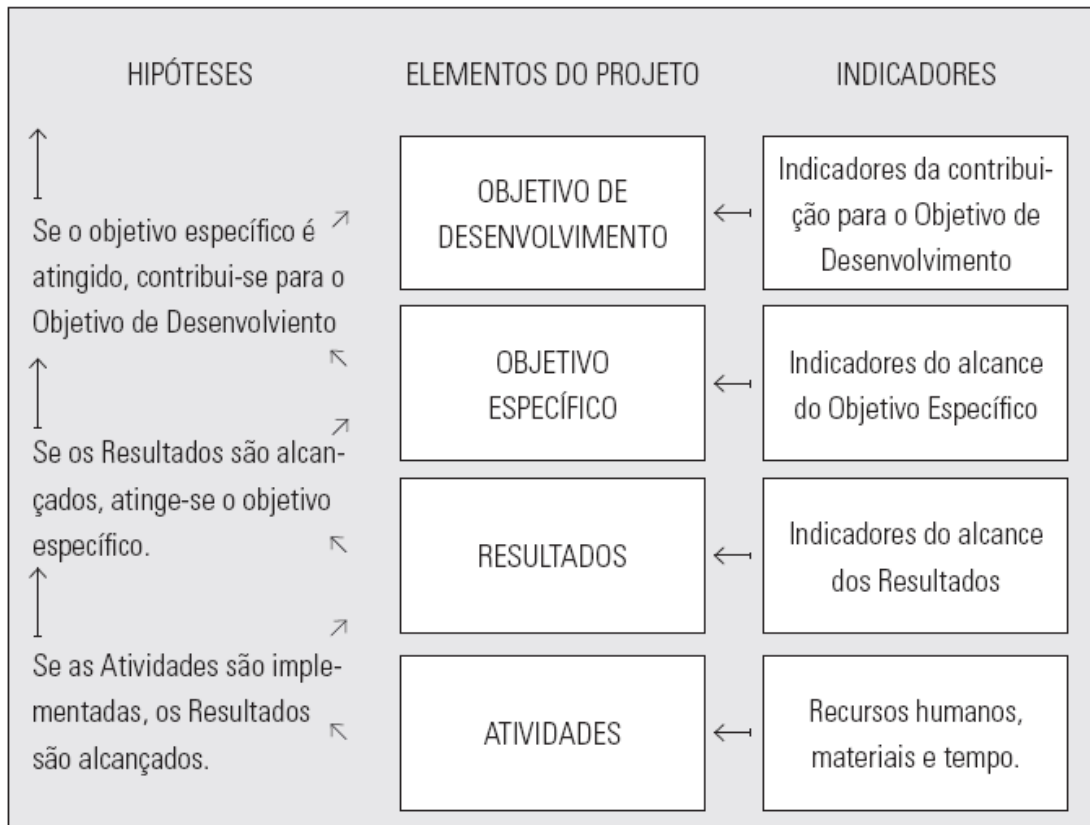 HIPÓTESES
ELEMENTOS DO PROJETO
INDICADORES
Se o objetivo específico é
atingido, contribui-se para o
Objetivo de Desenvolviento
OBJETIVO DE
DESENVOLVIMENTO
Indicadores da contribui-
ção para o Objetivo de
Desenvolvimento
Se os Resultados são alcan-
çados, atinge-se o objetivo
específico.
OBJETIVO
ESPECÍFICO
Indicadores do alcance
do Objetivo Específico
Se as Atividades são imple-
mentadas, os Resultados
são alcançados.
RESULTADOS
Indicadores do alcance
dos Resultados
ATIVIDADES
Recursos humanos,
materiais e tempo.